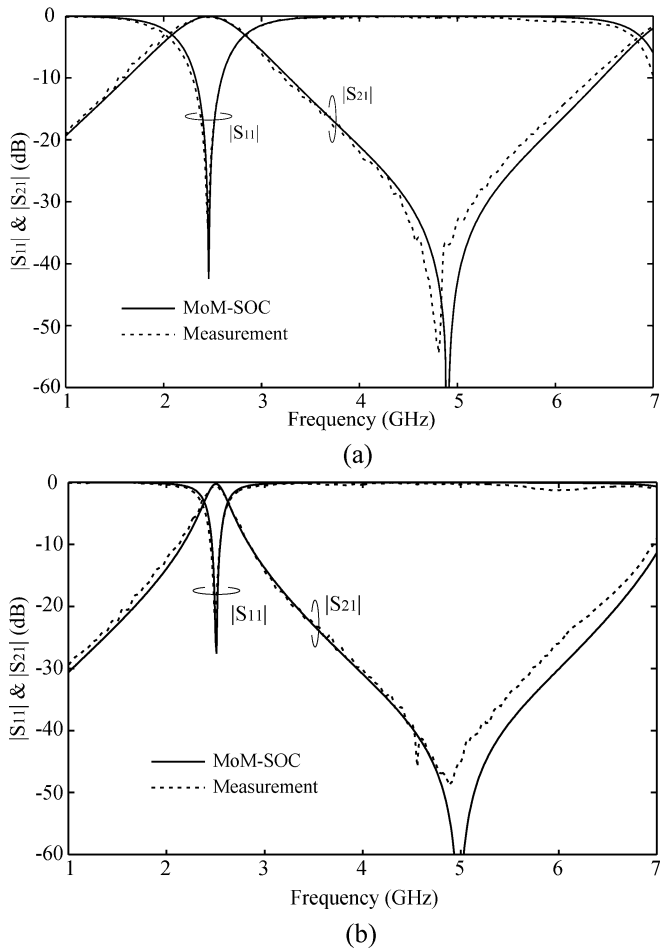 0
-10
-20
-30
-40
-50
-60
|S11| & |S21| (dB)
|S21|
|S11|
MoM-SOC
Measurement
1 2 3 4 5 6 7
Frequency (GHz)
(a)
0
-10
-20
-30
-40
-50
-60
|S11| & |S21| (dB)
|S11|
|S21|
MoM-SOC
Measurement
1 2 3 4 5 6 7
Frequency (GHz)
(b)